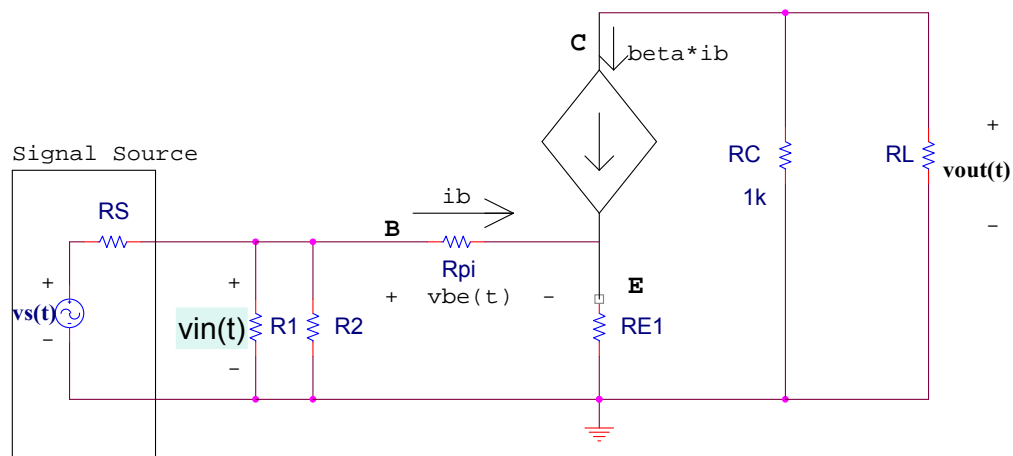 C
beta*ib
+
Signal Source
RC
RL
vout(t)
1k
ib
RS
B
−
Rpi
E
+
+
+ vbe(t) −
vs(t)
vin(t)
R1
R2
RE1
−
−